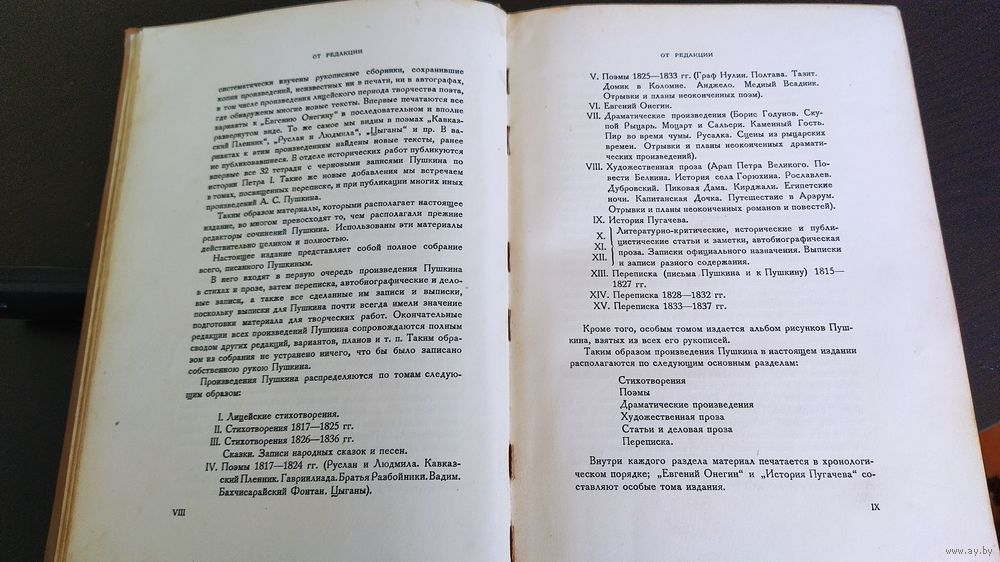 ОТ РЕДАКЦИИ
систематически изучены рукописные сборники, сохранившие
копии произведений, неизвестных ни в печати, ни в автографах,
в том числе произведения лицейского периода творчества поэта,
где обнаружены многие новые тексты. Впервые печатаются все
варианты к „Евгению Онегину" в последовательном и вполне
развернутом виде. То же самое мы видим в поэмах „Кавказ-
ский Пленник", „Руслан и Людмила", „Цыганы" и пр. В ва-
риантах к этим произведениям найдены новые тексты, ранее
не публиковавшиеся. В отделе исторических работ публикуются
впервые все 32 тетради с черновыми записями Пушкина по
истории Петра I. Такие же новые добавления мы встречаем
в томах, посвященных переписке, и при публикации многих иных
произведений А. С. Пушкина.
Таким образом материалы, которыми располагает настоящее
издание, во многом превосходят то, чем располагали прежние
редакторы сочинений Пушкина. Использованы эти материалы
действительно целиком и полностью.
Настоящее издание представляет собой полное собрание
всего, писанного Пушкиным.
В него входят в первую очередь произведения Пушкина
в стихах и прозе, затем переписка, автобиографические и дело-
вые записи, а также все сделанные им записи и выписки,
поскольку выписки для Пушкина почти всегда имели значение
подготовки материала для творческих работ. Окончательные
редакции всех произведений Пушкина сопровождаются полным
сводом других редакций, вариантов, планов и т. п. Таким обра-
зом из собрания не устранено ничего, что бы было записано
собственною рукою Пушкина.
Произведения Пушкина распределяются по томам следую-
щим образом:
I. Лицейские стихотворения.
II. Стихотворения 1817—1825 гг.
III. Стихотворения 1826—1836 гг.
Сказки. Записи народных сказок и песен.
IV. Поэмы 1817—1824 гг. (Руслан и Людмила. Кавказ-
ский Пленник. Гавриилиада. Братья Разбойники. Вадим.
Бахчисарайский Фонтан. Цыганы).
VIII
ОТ РЕДАКЦИИ
V. Поэмы 1825—1833 гг. (Граф Нулин. Полтава. Тазит.
Домик в Коломне. Анджело. Медный Всадник.
Отрывки и планы неоконченных поэм).
VI. Евгений Онегин.
VII. Драматические произведения (Борис Годунов. Ску-
пой Рыцарь. Моцарт и Сальери. Каменный Гость.
Пир во время чумы. Русалка. Сцены из рыцарских
времен. Отрывки и планы неоконченных драмати-
ческих произведений).
VIII. Художественная проза (Арап Петра Великого. По-
вести Белкина. История села Горюхина. Рославлев.
Дубровский. Пиковая Дама. Кирджали. Египетские
ночи. Капитанская Дочка. Путешествие в Арзрум.
Отрывки и планы неоконченных романов и повестей).
IX. История Пугачева.
X. Литературно-критические, исторические и публи-
XI. цистические статьи и заметки, автобиографическая
проза. Записки официального назначения. Выписки
XII. и записи разного содержания.
XIII. Переписка (письма Пушкина и к Пушкину) 1815—
1827 гг.
XIV. Переписка 1828—1832 гг.
XV. Переписка 1833—1837 гг.
Кроме того, особым томом издается альбом рисунков Пуш-
кина, взятых из всех его рукописей.
Таким образом произведения Пушкина в настоящем издании
располагаются по следующим основным разделам:
Стихотворения
Поэмы
Драматические произведения
Художественная проза
Статьи и деловая проза
Переписка.
Внутри каждого раздела материал печатается в хронологи-
ческом порядке; „Евгений Онегин" и „История Пугачева" со-
ставляют особые тома издания.
IX
www.ay.by